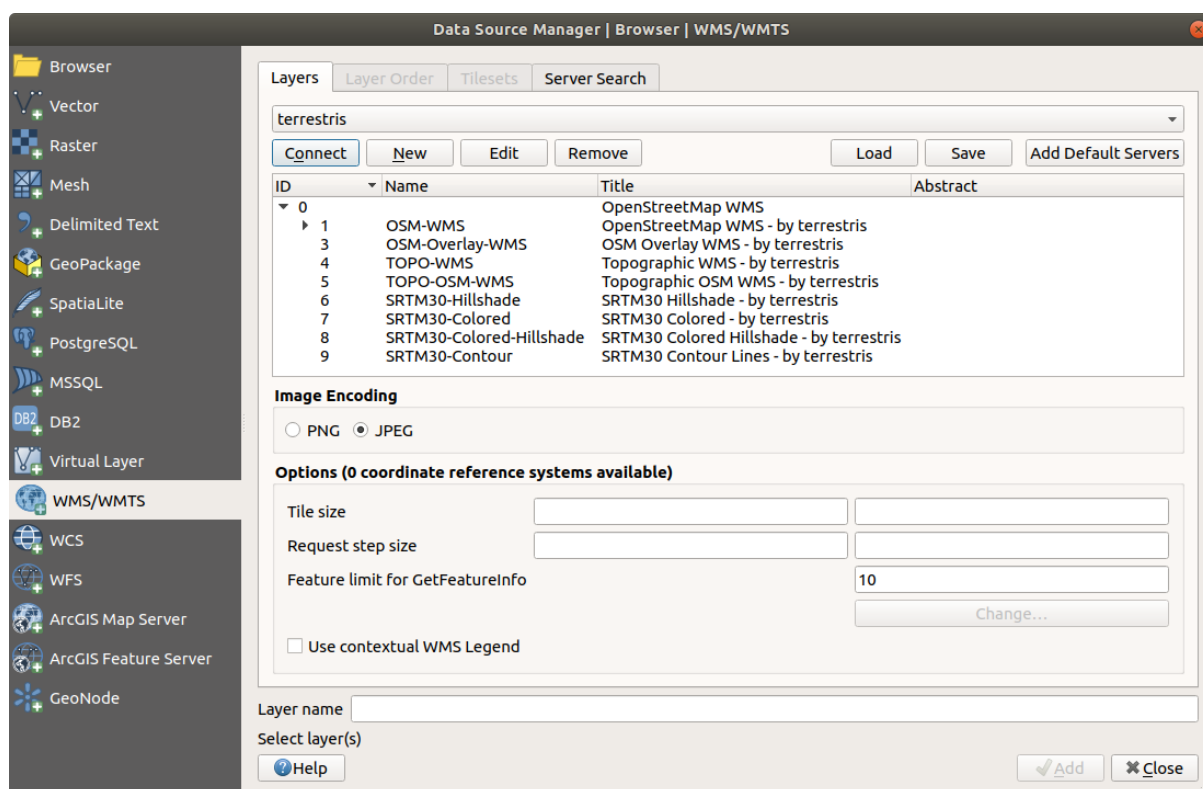 Data Source Manager | Browser | WMS/WMTS
Browser
Vector
Raster
Mesh
Delimited Text
GeoPackage
SpatiaLite
PostgreSQL
MSSQL
DB2 DB2
Virtual Layer
WMS/WMTS
WCS
WFS
ArcGIS Map Server
ArcGIS Feature Server
GeoNode
Layers Layer Order Tilesets Server Search
terrestris
Connect New Edit Remove Load Save Add Default Servers
ID Name Title Abstract
0 OpenStreetMap WMS
1 OSM-WMS OpenStreetMap WMS - by terrestris
3 OSM-Overlay-WMS OSM Overlay WMS - by terrestris
4 TOPO-WMS Topographic WMS - by terrestris
5 TOPO-OSM-WMS Topographic OSM WMS - by terrestris
6 SRTM30-Hillshade SRTM30 Hillshade - by terrestris
7 SRTM30-Colored SRTM30 Colored - by terrestris
8 SRTM30-Colored-Hillshade SRTM30 Colored Hillshade - by terrestris
9 SRTM30-Contour SRTM30 Contour Lines - by terrestris
Image Encoding
PNG JPEG
Options (0 coordinate reference systems available)
Tile size
Request step size
Feature limit for GetFeatureInfo 10
Change...
Use contextual WMS Legend
Layer name
Select layer(s)
Help Add Close